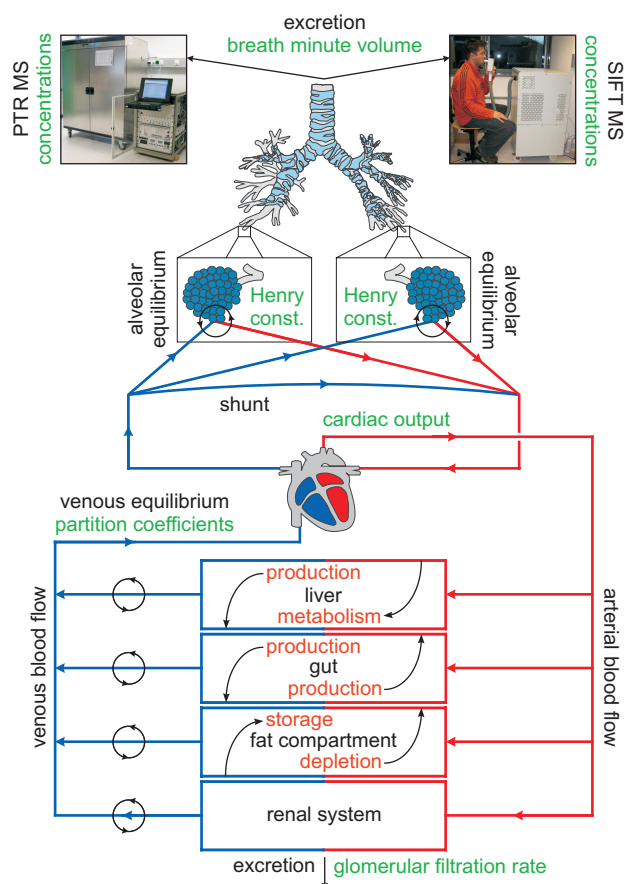 excretion
breath minute volume
PTR MS
concentrations
SIFT MS
concentrations
alveolar
equilibrium
Henry
const.
Henry
const.
alveolar
equilibrium
shunt
cardiac output
venous equilibrium
partition coefficients
venous blood flow
arterial blood flow
production
liver
metabolism
production
gut
production
storage
fat compartment
depletion
renal system
excretion
glomerular filtration rate